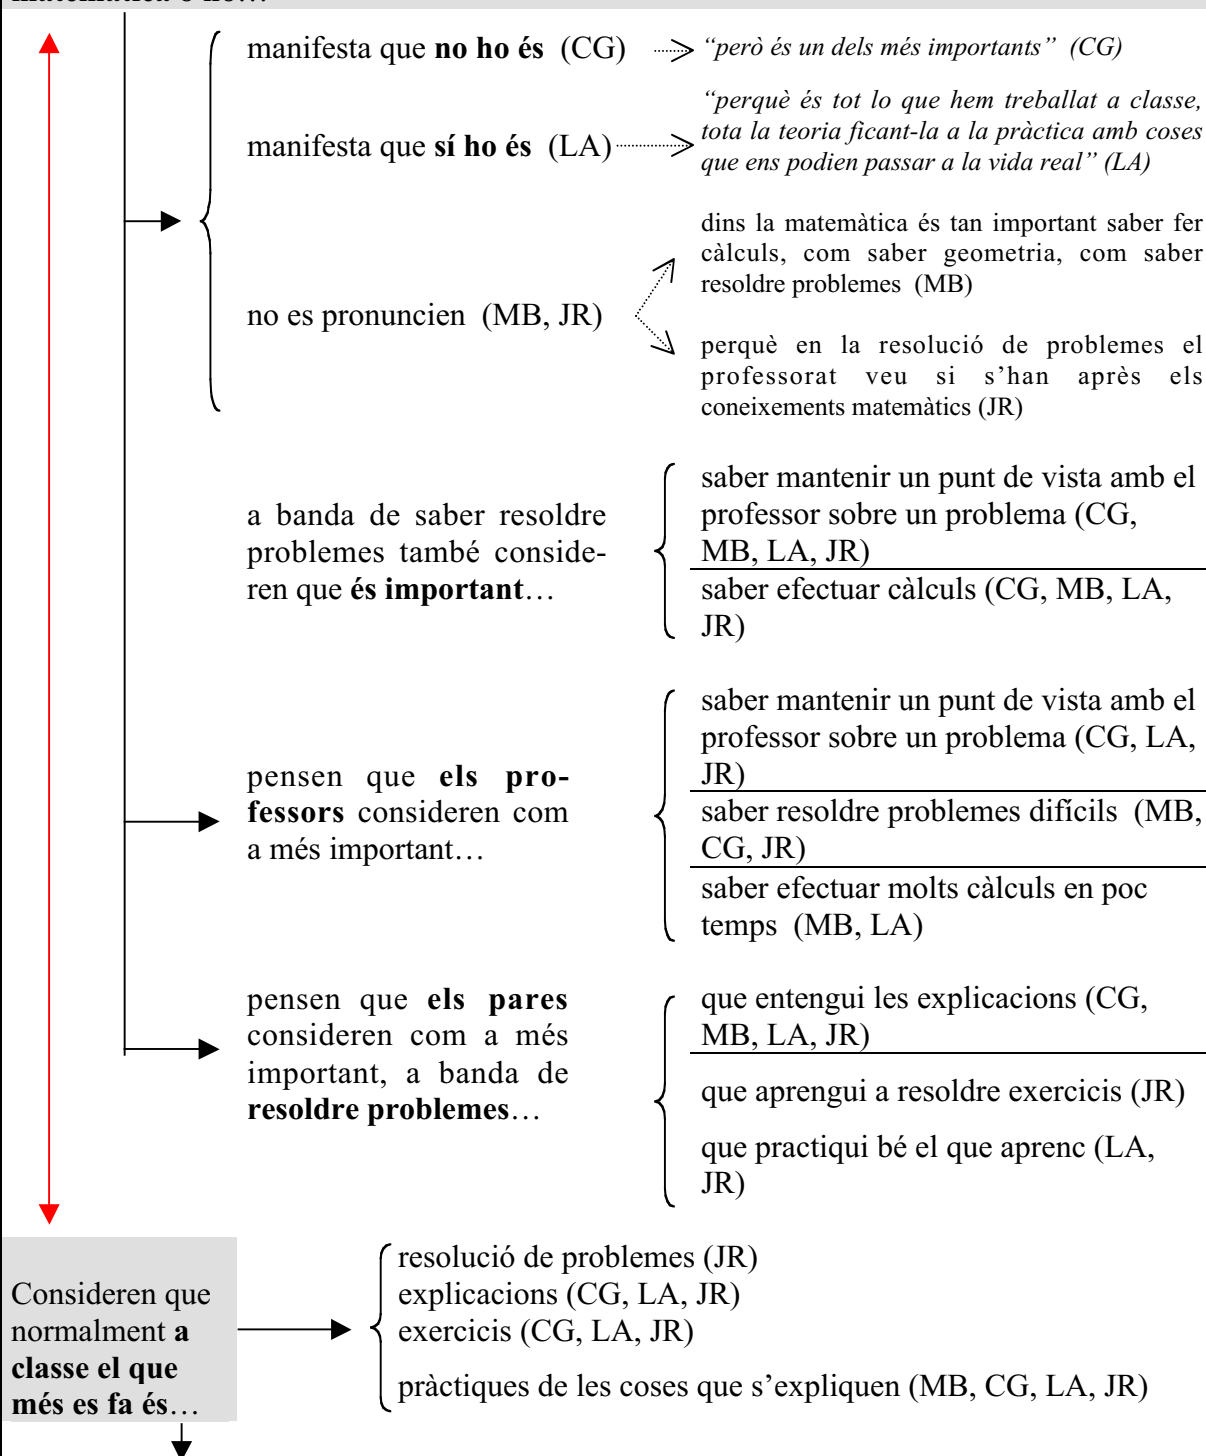 matemàtica o no…
manifesta que no ho és (CG)
“però és un dels més importants” (CG)
manifesta que sí ho és (LA)
“perquè és tot lo que hem treballat a classe,
tota la teoria ficant-la a la pràctica amb coses
que ens podien passar a la vida real” (LA)
no es pronuncien (MB, JR)
dins la matemàtica és tan important saber fer
càlculs, com saber geometria, com saber
resoldre problemes (MB)
perquè en la resolució de problemes el
professorat veu si s’han après els
coneixements matemàtics (JR)
a banda de saber resoldre
problemes també conside-
ren que és important…
saber mantenir un punt de vista amb el
professor sobre un problema (CG,
MB, LA, JR)
saber efectuar càlculs (CG, MB, LA,
JR)
pensen que els pro-
fessors consideren com
a més important…
saber mantenir un punt de vista amb el
professor sobre un problema (CG, LA,
JR)
saber resoldre problemes difícils (MB,
CG, JR)
saber efectuar molts càlculs en poc
temps (MB, LA)
pensen que els pares
consideren com a més
important, a banda de
resoldre problemes…
que entengui les explicacions (CG,
MB, LA, JR)
que aprengui a resoldre exercicis (JR)
que practiqui bé el que aprenc (LA,
JR)
Consideren que
normalment a
classe el que
més es fa és…
resolució de problemes (JR)
explicacions (CG, LA, JR)
exercicis (CG, LA, JR)
pràctiques de les coses que s’expliquen (MB, CG, LA, JR)